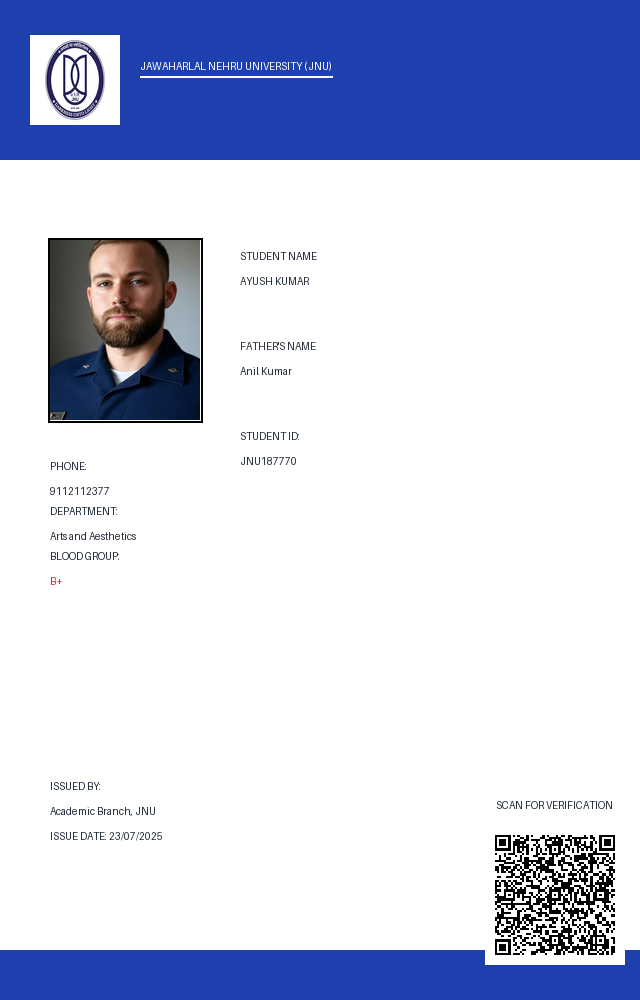 JAWAHARLAL NEHRU UNIVERSITY (JNU)
STUDENT NAME
AYUSH KUMAR
FATHER'S NAME
Anil Kumar
STUDENT ID:
JNU187770
PHONE:
9112112377
DEPARTMENT:
Arts and Aesthetics
BLOOD GROUP:
B+
ISSUED BY:
Academic Branch, JNU
ISSUE DATE: 23/07/2025
SCAN FOR VERIFICATION